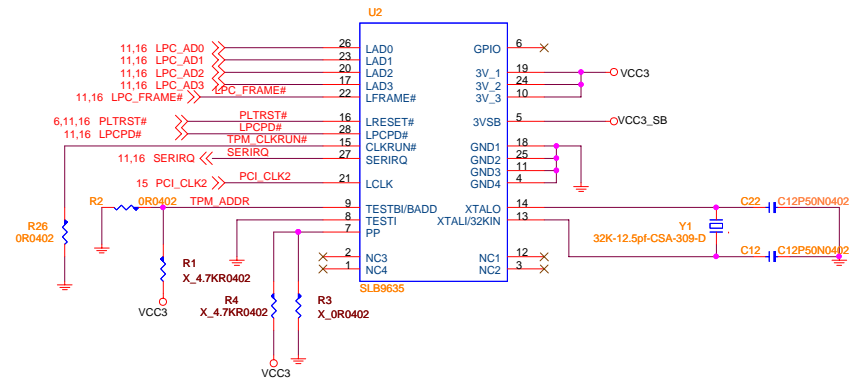 U2
11,16 LPC_AD0 26 LAD0 GPIO 6
11,16 LPC_AD1 23 LAD1
11,16 LPC_AD2 20 LAD2 3V_1 19 VCC3
11,16 LPC_AD3 17 LAD3 3V_2 24
11,16 LPC_FRAME# LPC_FRAME# 22 LFRAME# 3V_3 10
6,11,16 PLTRST# PLTRST# 16 LRESET# 3VSB 5 VCC3_SB
11,16 LPCPD# LPCPD# 28 LPCPD#
TPM_CLKRUN# 15 CLKRUN# GND1 18
11,16 SERIRQ SERIRQ 27 SERIRQ GND2 25
GND3 11
15 PCI_CLK2 PCI_CLK2 21 LCLK GND4 4
R2 0R0402 TPM_ADDR 9 TESTBI/BADD XTALO 14 C22 C12P50N0402
8 TESTI XTALI/32KIN 13
R26
0R0402
Y1
32K-12.5pf-CSA-309-D
7 PP
C12 C12P50N0402
2 NC3 NC1 12
1 NC4 NC2 3
R1
X_4.7KR0402
SLB9635
R4
X_4.7KR0402
R3
X_0R0402
VCC3
VCC3